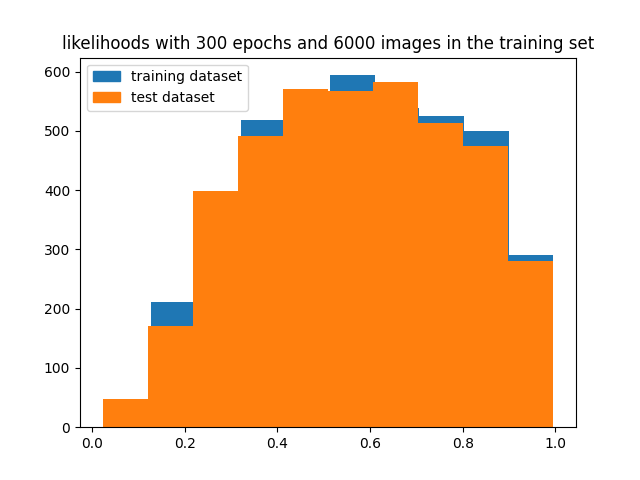 likelihoods with 300 epochs and 6000 images in the training set
training dataset
test dataset
600
500
400
300
200
100
0
0.0 0.2 0.4 0.6 0.8 1.0